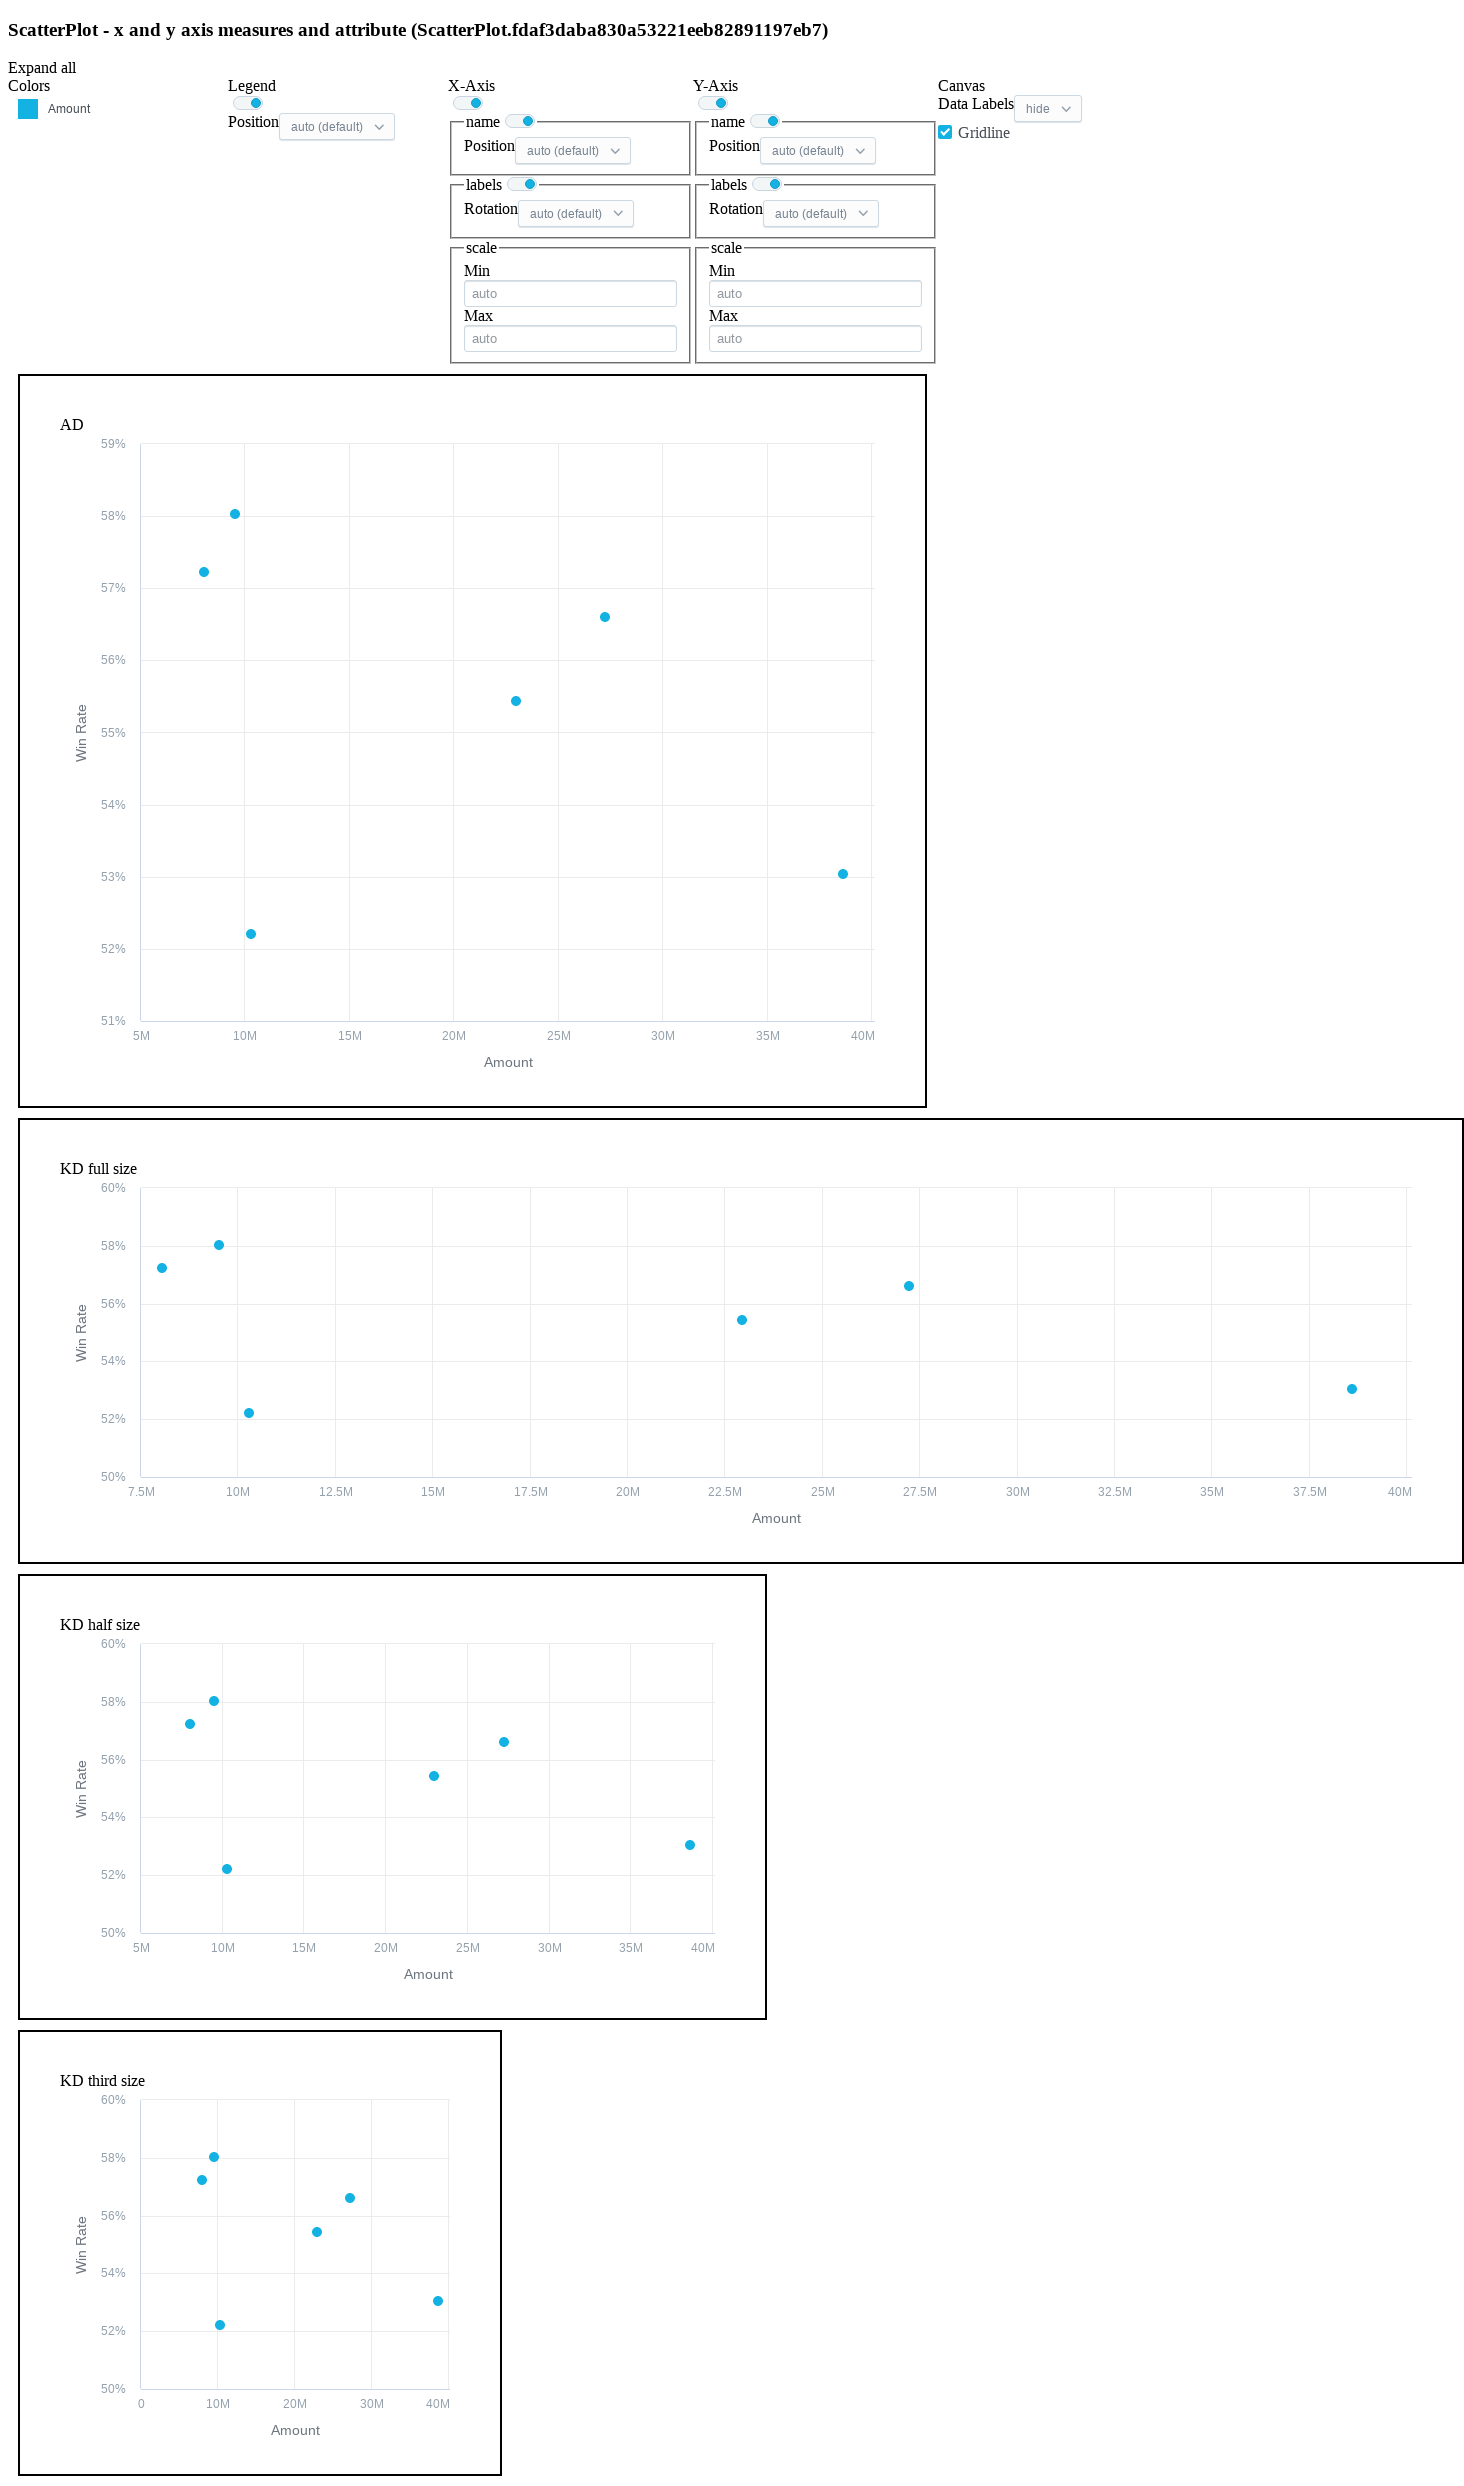 ScatterPlot - x and y axis measures and attribute (ScatterPlot.fdaf3daba830a53221eeb82891197eb7)
Expand all
Colors
Amount
Legend
Position auto (default)
X-Axis
name
Position auto (default)
labels
Rotation auto (default)
scale
Min
auto
Max
auto
Y-Axis
name
Position auto (default)
labels
Rotation auto (default)
scale
Min
auto
Max
auto
Canvas
Data Labels hide
Gridline
AD
59%
58%
57%
56%
55%
54%
53%
52%
51%
Win Rate
5M 10M 15M 20M 25M 30M 35M 40M
Amount
KD full size
60%
58%
56%
54%
52%
50%
Win Rate
7.5M 10M 12.5M 15M 17.5M 20M 22.5M 25M 27.5M 30M 32.5M 35M 37.5M 40M
Amount
KD half size
60%
58%
56%
54%
52%
50%
Win Rate
5M 10M 15M 20M 25M 30M 35M 40M
Amount
KD third size
60%
58%
56%
54%
52%
50%
Win Rate
0 10M 20M 30M 40M
Amount